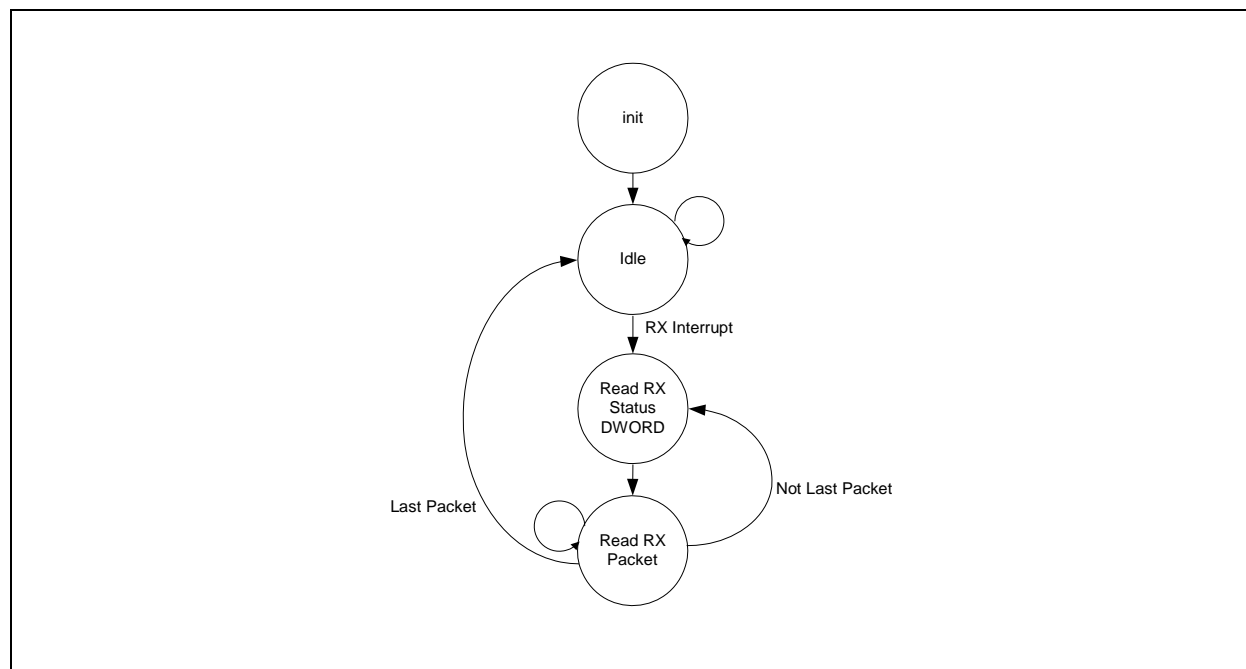 init
Idle
RX Interrupt
Read RX
Status
DWORD
Not Last Packet
Last Packet
Read RX
Packet